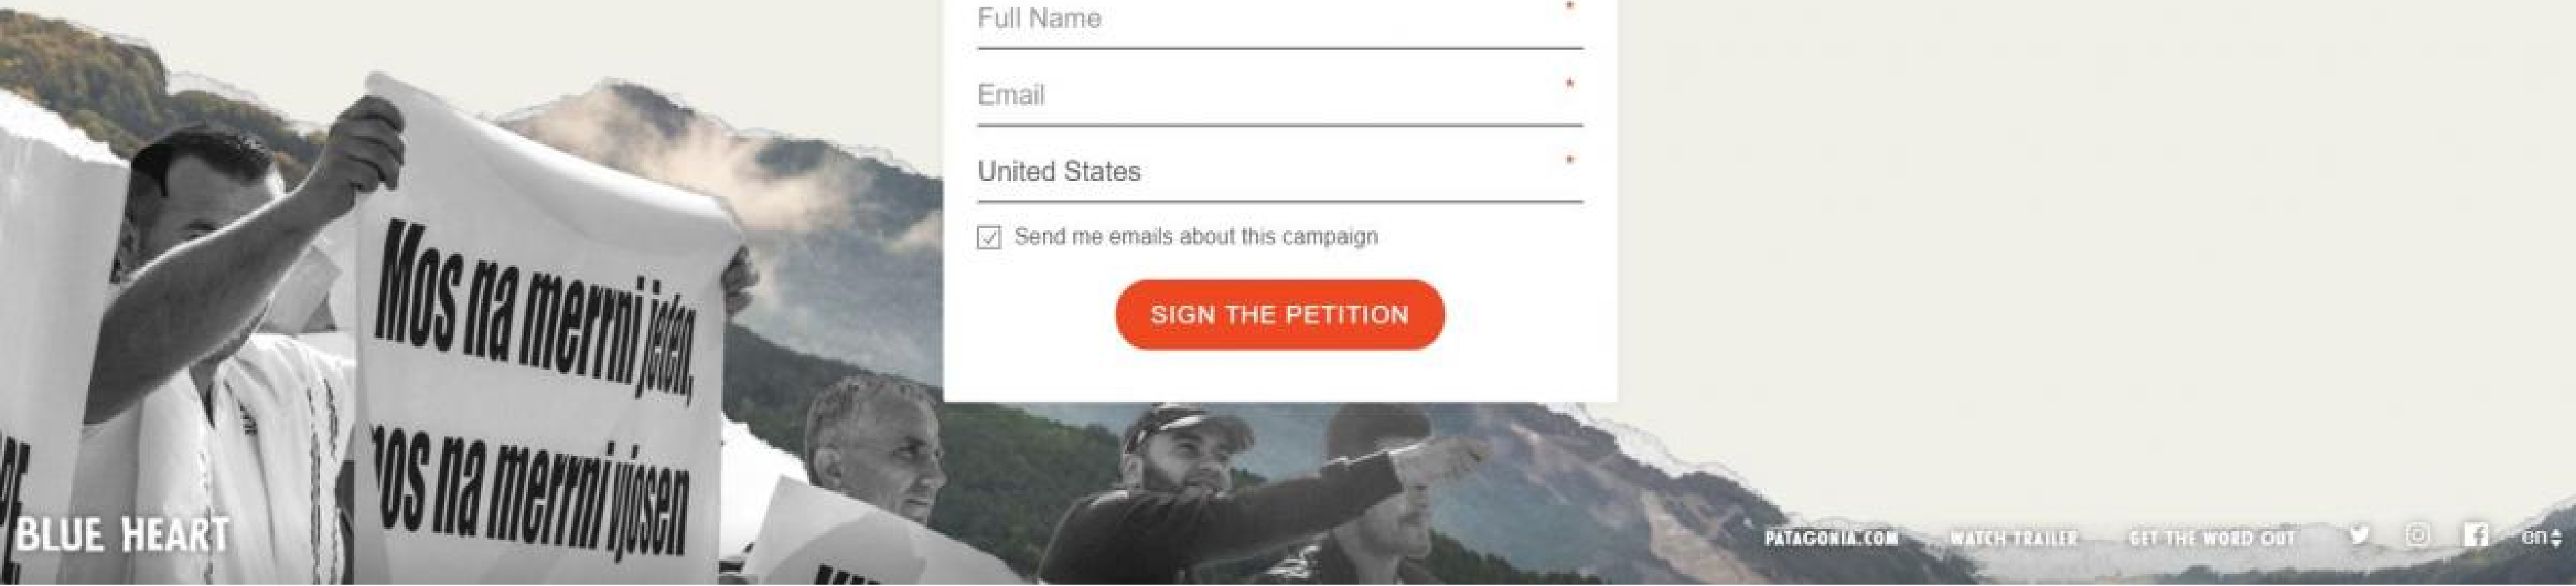 Full Name *
Email *
United States *
Send me emails about this campaign
SIGN THE PETITION
Mos na merrni jetën,
mos na merrni vjosën
BLUE HEART
PATAGONIA.COM
WATCH TRAILER
GET THE WORD OUT
en